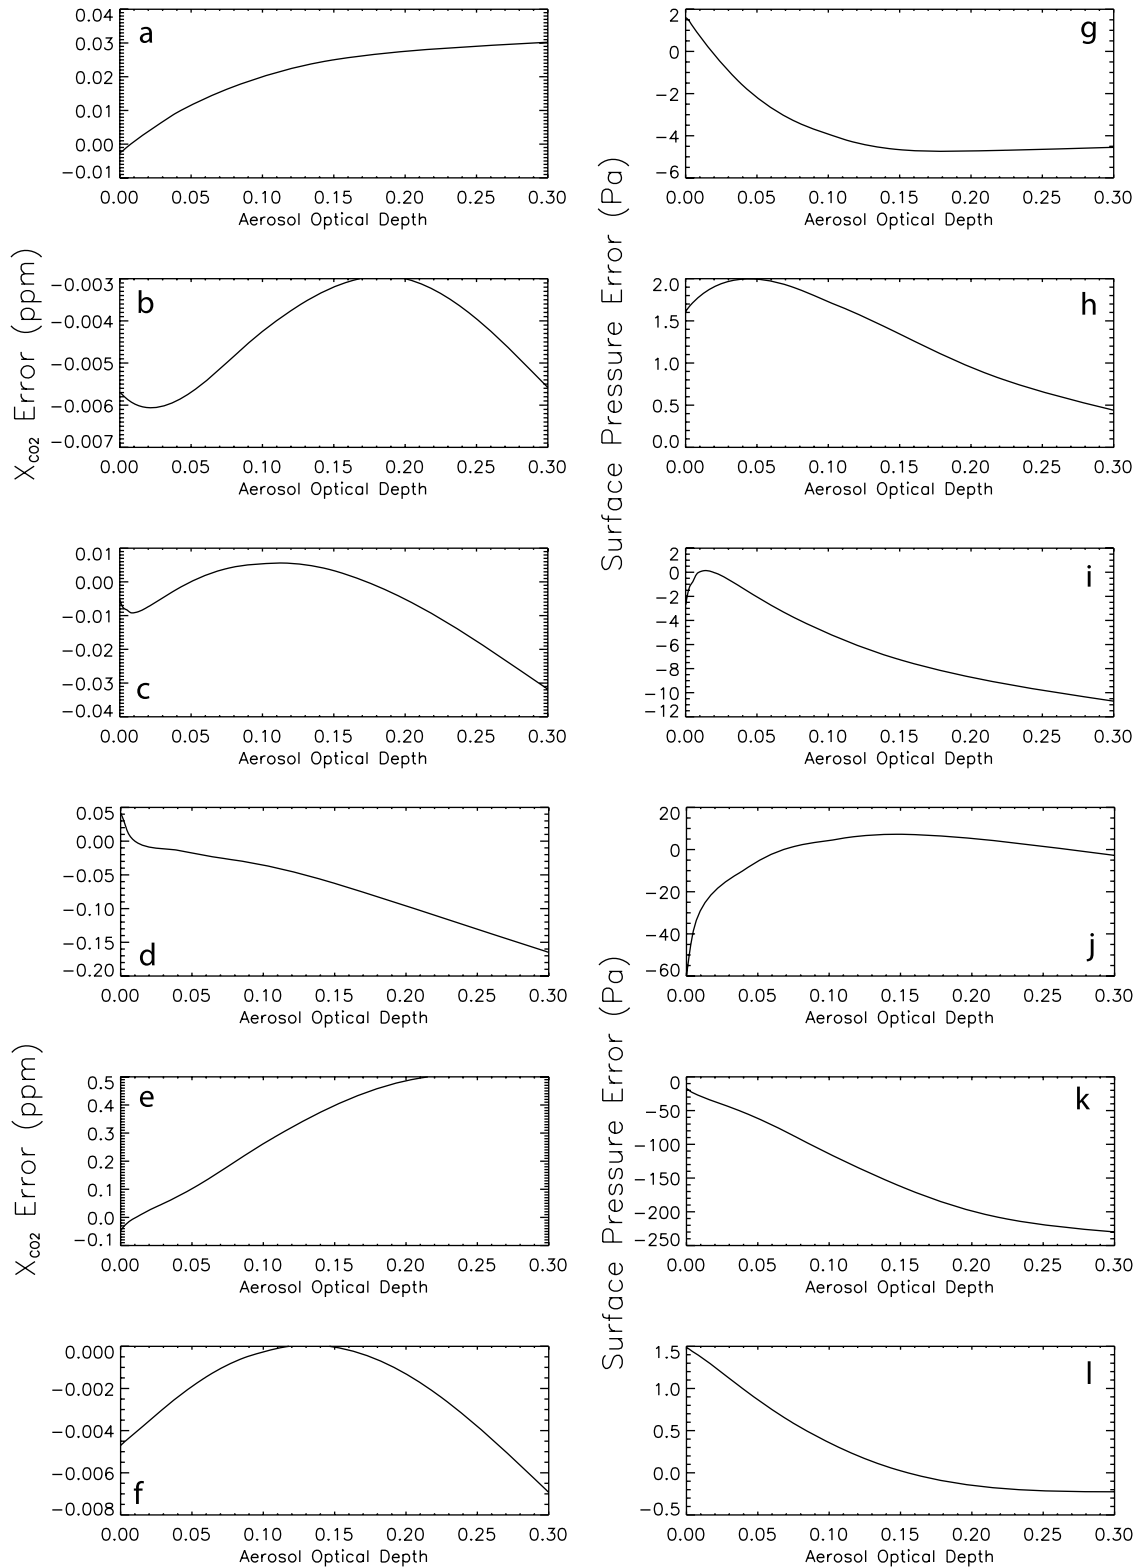 a
0.04
0.03
0.02
0.01
0.00
−0.01
0.00 0.05 0.10 0.15 0.20 0.25 0.30
Aerosol Optical Depth
g
2
0
−2
−4
−6
0.00 0.05 0.10 0.15 0.20 0.25 0.30
Aerosol Optical Depth
X_CO2 Error (ppm)
Surface Pressure Error (Pa)
b
−0.003
−0.004
−0.005
−0.006
−0.007
0.00 0.05 0.10 0.15 0.20 0.25 0.30
Aerosol Optical Depth
h
2.0
1.5
1.0
0.5
0.0
0.00 0.05 0.10 0.15 0.20 0.25 0.30
Aerosol Optical Depth
c
0.01
0.00
−0.01
−0.02
−0.03
−0.04
0.00 0.05 0.10 0.15 0.20 0.25 0.30
Aerosol Optical Depth
i
2
0
−2
−4
−6
−8
−10
−12
0.00 0.05 0.10 0.15 0.20 0.25 0.30
Aerosol Optical Depth
d
0.05
0.00
−0.05
−0.10
−0.15
−0.20
0.00 0.05 0.10 0.15 0.20 0.25 0.30
Aerosol Optical Depth
j
20
0
−20
−40
−60
0.00 0.05 0.10 0.15 0.20 0.25 0.30
Aerosol Optical Depth
X_CO2 Error (ppm)
Surface Pressure Error (Pa)
e
0.5
0.4
0.3
0.2
0.1
0.0
−0.1
0.00 0.05 0.10 0.15 0.20 0.25 0.30
Aerosol Optical Depth
k
0
−50
−100
−150
−200
−250
0.00 0.05 0.10 0.15 0.20 0.25 0.30
Aerosol Optical Depth
f
0.000
−0.002
−0.004
−0.006
−0.008
0.00 0.05 0.10 0.15 0.20 0.25 0.30
Aerosol Optical Depth
l
1.5
1.0
0.5
0.0
−0.5
0.00 0.05 0.10 0.15 0.20 0.25 0.30
Aerosol Optical Depth